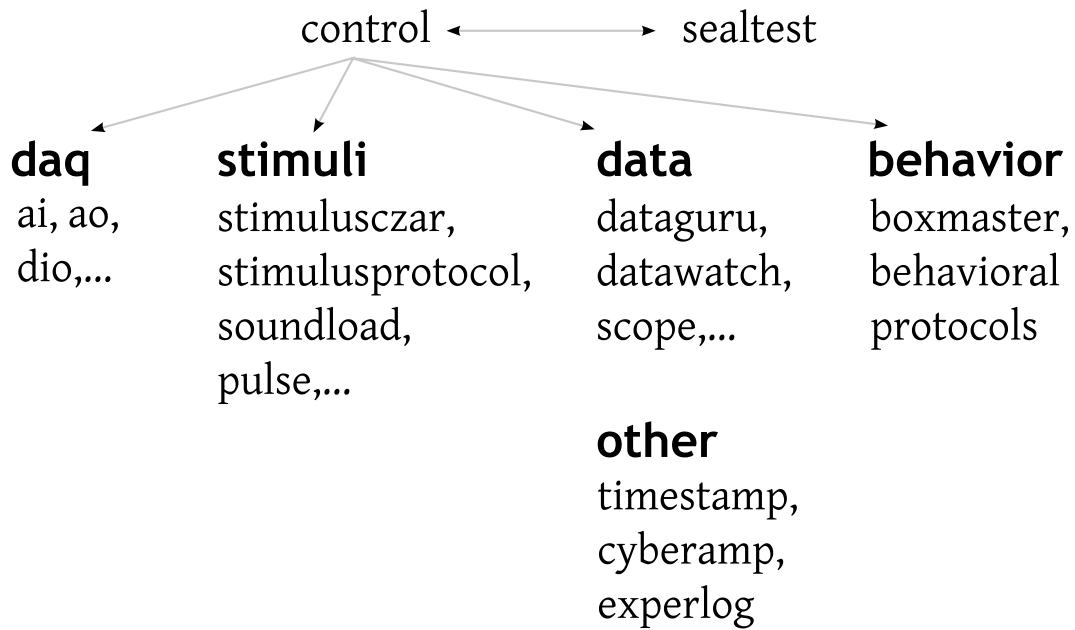 control
sealtest
daq
ai, ao,
dio,...
stimuli
stimulusczar,
stimulusprotocol,
soundload,
pulse,...
data
dataguru,
datawatch,
scope,...
behavior
boxmaster,
behavioral
protocols
other
timestamp,
cyberamp,
experlog